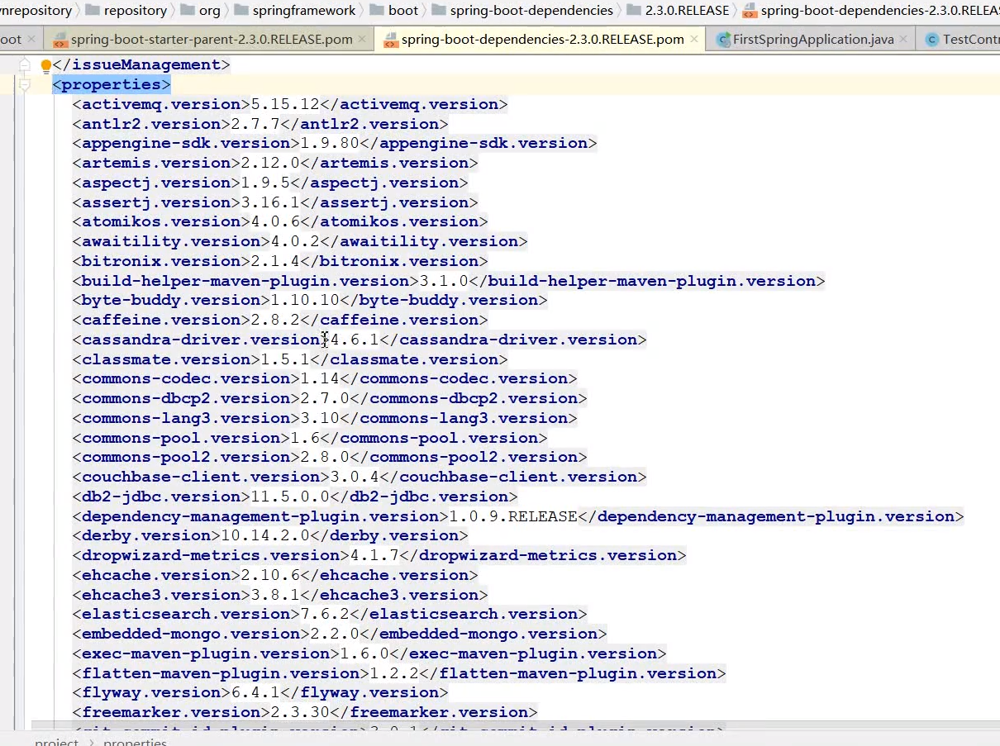 repository org springframework boot spring-boot-dependencies 2.3.0.RELEASE
spring-boot-starter-parent-2.3.0.RELEASE.pom × spring-boot-dependencies-2.3.0.RELEASE.pom × FirstSpringApplication.java ×
</issueManagement>
<properties>
<activemq.version>5.15.12</activemq.version>
<antlr2.version>2.7.7</antlr2.version>
<appengine-sdk.version>1.9.80</appengine-sdk.version>
<artemis.version>2.12.0</artemis.version>
<aspectj.version>1.9.5</aspectj.version>
<assertj.version>3.16.1</assertj.version>
<atomikos.version>4.0.6</atomikos.version>
<awaitility.version>4.0.2</awaitility.version>
<bitronix.version>2.1.4</bitronix.version>
<build-helper-maven-plugin.version>3.1.0</build-helper-maven-plugin.version>
<byte-buddy.version>1.10.10</byte-buddy.version>
<caffeine.version>2.8.2</caffeine.version>
<cassandra-driver.version>4.6.1</cassandra-driver.version>
<classmate.version>1.5.1</classmate.version>
<commons-codec.version>1.14</commons-codec.version>
<commons-dbcp2.version>2.7.0</commons-dbcp2.version>
<commons-lang3.version>3.10</commons-lang3.version>
<commons-pool.version>1.6</commons-pool.version>
<commons-pool2.version>2.8.0</commons-pool2.version>
<couchbase-client.version>3.0.4</couchbase-client.version>
<db2-jdbc.version>11.5.0.0</db2-jdbc.version>
<dependency-management-plugin.version>1.0.9.RELEASE</dependency-management-plugin.version>
<derby.version>10.14.2.0</derby.version>
<dropwizard-metrics.version>4.1.7</dropwizard-metrics.version>
<ehcache.version>2.10.6</ehcache.version>
<ehcache3.version>3.8.1</ehcache3.version>
<elasticsearch.version>7.6.2</elasticsearch.version>
<embedded-mongo.version>2.2.0</embedded-mongo.version>
<exec-maven-plugin.version>1.6.0</exec-maven-plugin.version>
<flatten-maven-plugin.version>1.2.2</flatten-maven-plugin.version>
<flyway.version>6.4.1</flyway.version>
<freemarker.version>2.3.30</freemarker.version>
project properties